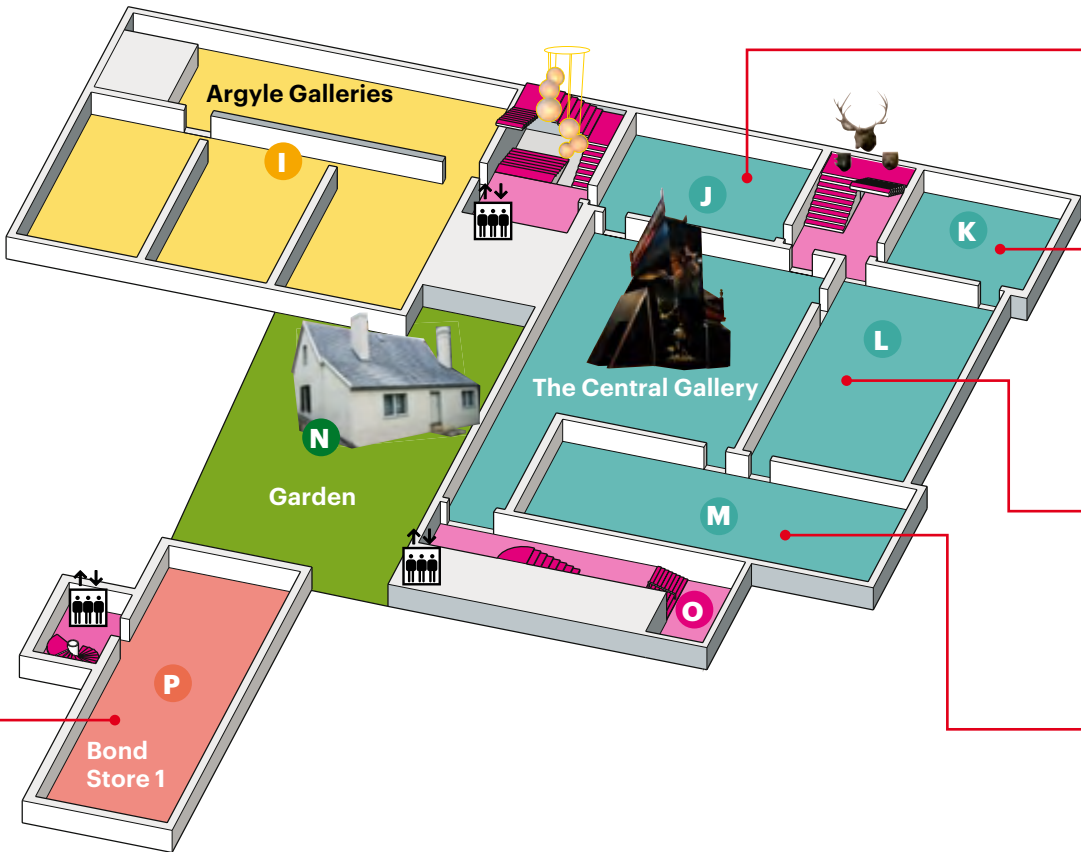 Argyle Galleries
I
J
K
L
The Central Gallery
N
Garden
M
O
P
Bond
Store 1